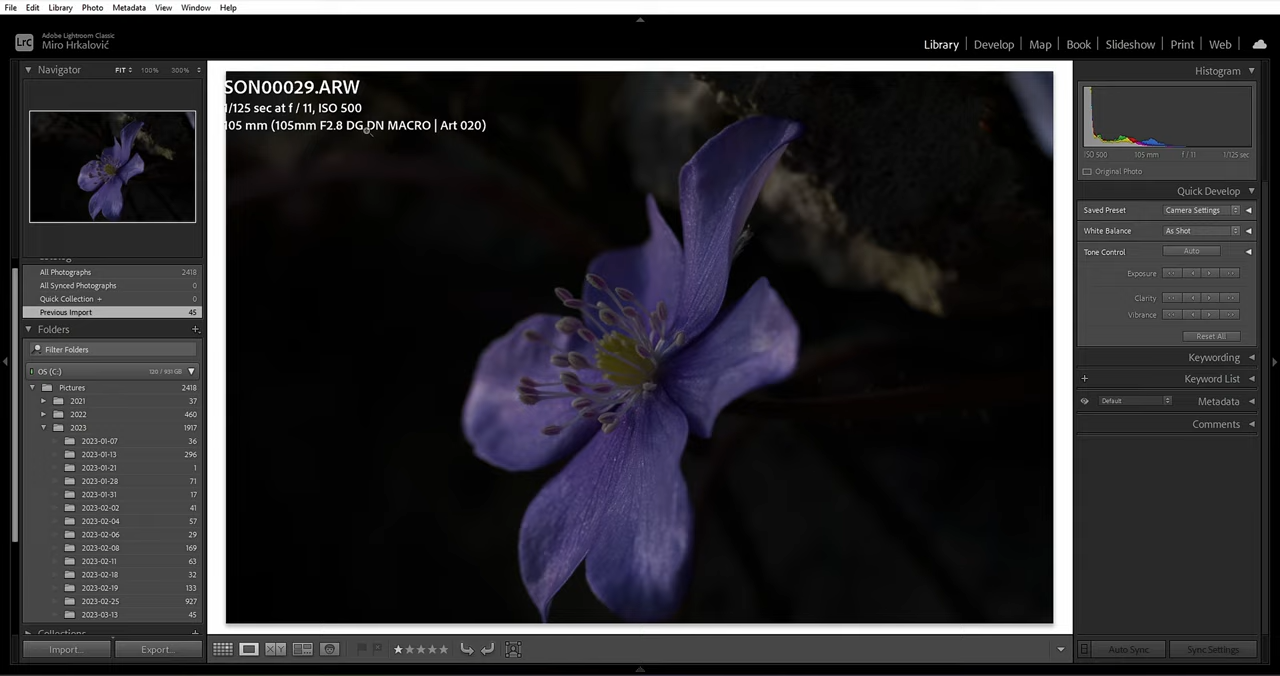 File Edit Library Photo Metadata View Window Help
Lrc Adobe Lightroom Classic
Miro Hrkalović
Library | Develop | Map | Book | Slideshow | Print | Web
Navigator FIT 100% 300%
Catalog
All Photographs 2418
All Synced Photographs 0
Quick Collection + 0
Previous Import 45
Folders +
Filter Folders
OS (C:) 120 / 931 GB
Pictures 2418
2021 37
2022 460
2023 1917
2023-01-07 36
2023-01-13 296
2023-01-21 1
2023-01-28 71
2023-01-31 17
2023-02-02 41
2023-02-04 57
2023-02-06 29
2023-02-08 169
2023-02-11 63
2023-02-18 32
2023-02-19 133
2023-02-25 927
2023-03-13 45
Collections +
Import... Export...
SON00029.ARW
1/125 sec at f / 11, ISO 500
105 mm (105mm F2.8 DG DN MACRO | Art 020)
XY
Histogram
ISO 500 105 mm f / 11 1/125 sec
Original Photo
Quick Develop
Saved Preset Camera Settings
White Balance As Shot
Tone Control Auto
Exposure
Clarity
Vibrance
Reset All
Keywording
+ Keyword List
Default Metadata
Comments
Auto Sync Sync Settings